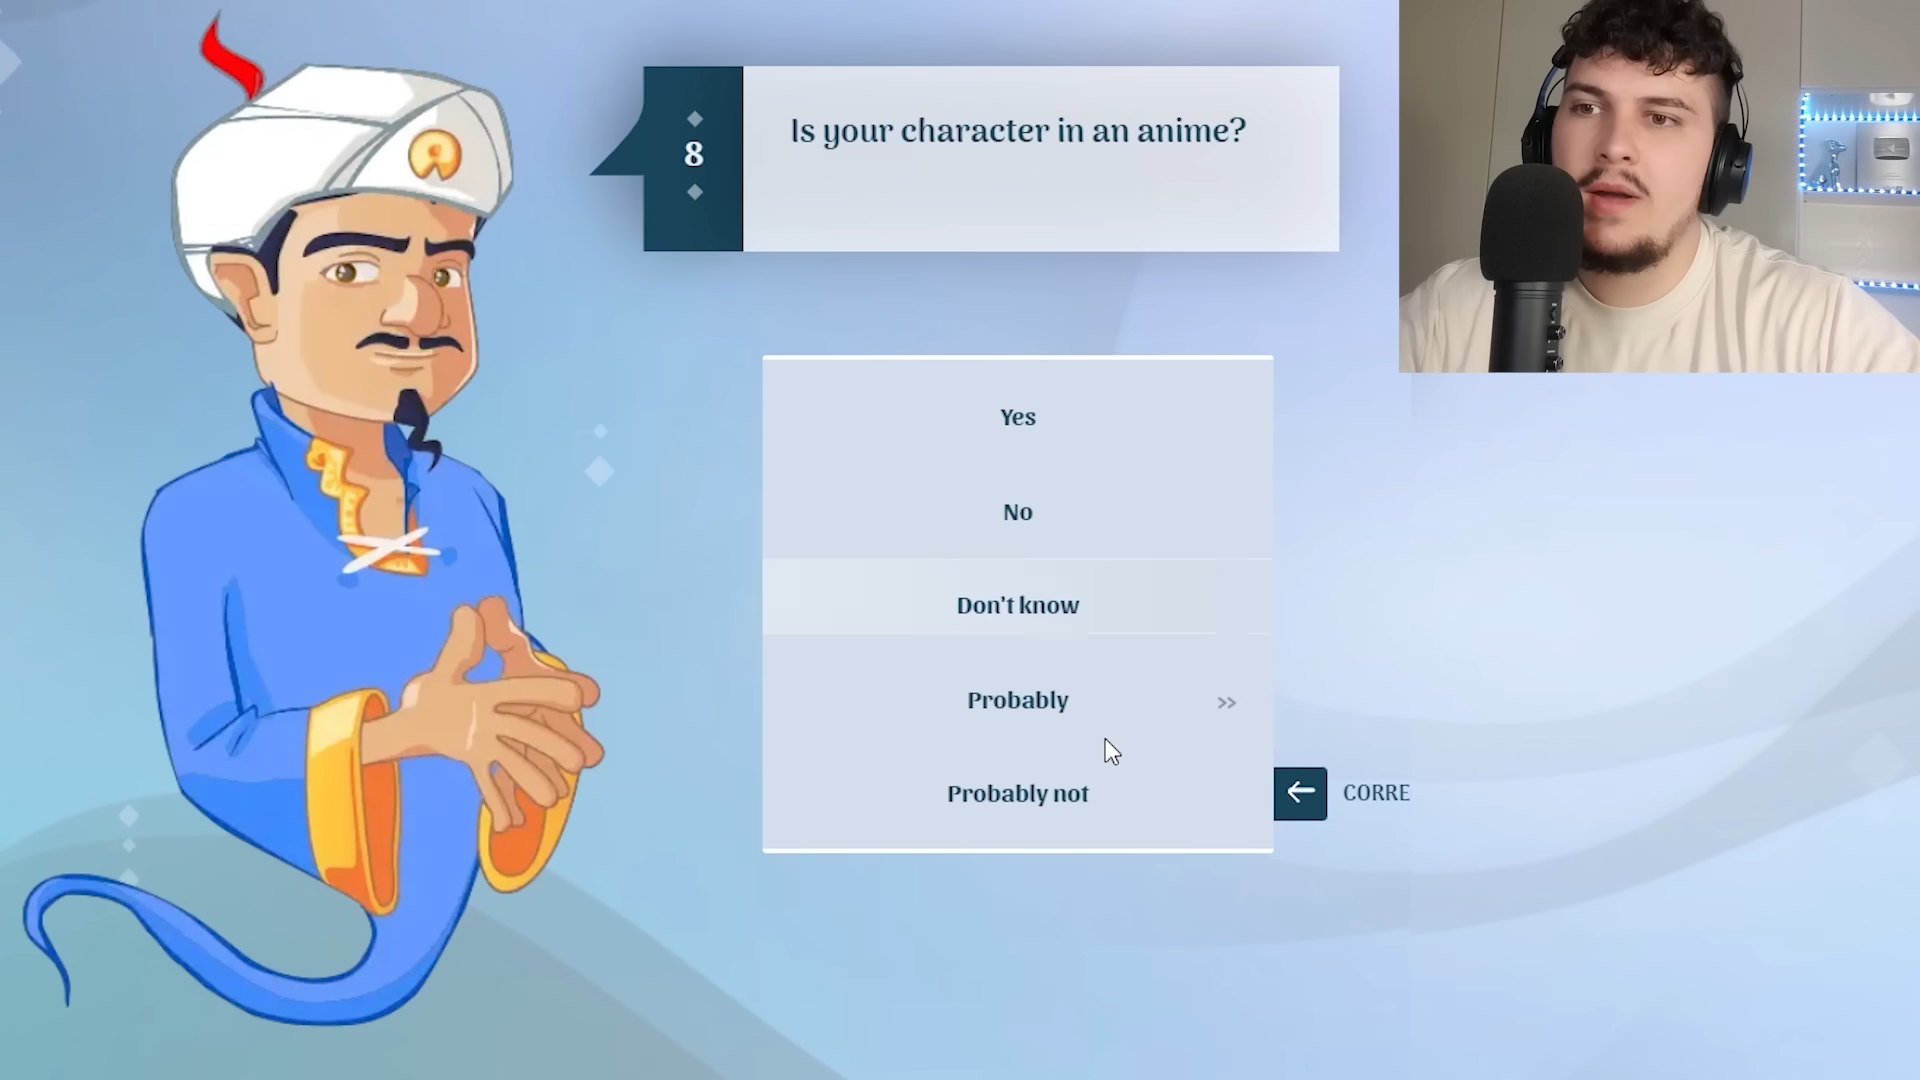 8
Is your character in an anime?
Yes
No
Don't know
Probably
Probably not
CORRE